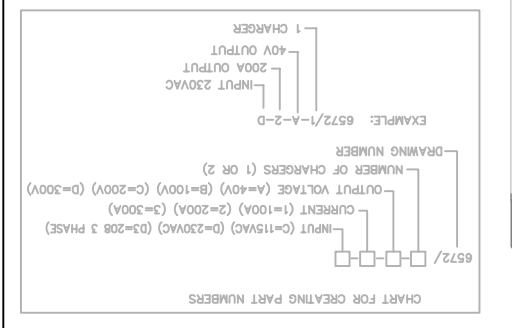 CHART FOR CREATING PART NUMBERS
6572/ - - -
INPUT (C=115VAC) (D=230VAC) (D3=208 3 PHASE)
CURRENT (1=100A) (2=200A) (3=300A)
OUTPUT VOLTAGE (A=40V) (B=100V) (C=200V) (D=300V)
NUMBER OF CHARGERS (1 OR 2)
DRAWING NUMBER
EXAMPLE: 6572/1-A-2-D
INPUT 230VAC
200A OUTPUT
40V OUTPUT
1 CHARGER